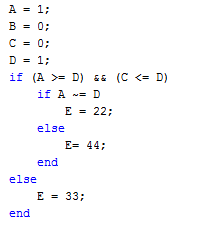 A = 1;
B = 0;
C = 0;
D = 1;
if (A >= D) && (C <= D)
    if A ~= D
        E = 22;
    else
        E= 44;
    end
else
    E = 33;
end